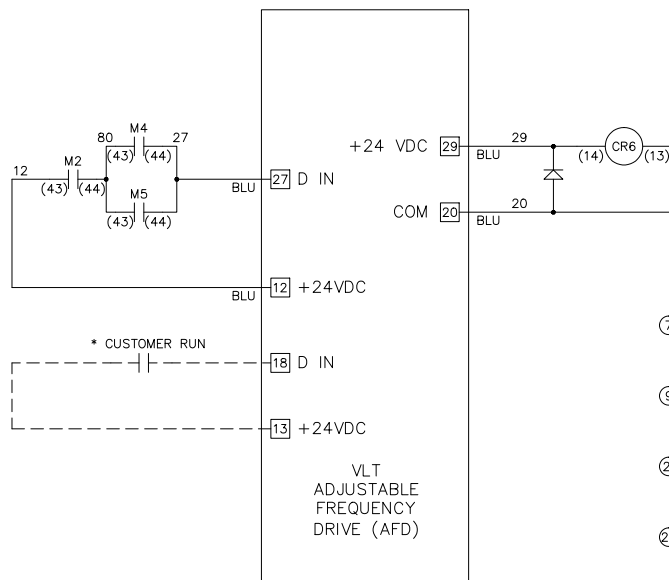 M4
80
27
(43)
(44)
12
M2
(43)
(44)
M5
(43)
(44)
BLU
27
D IN
12
+24VDC
BLU
* CUSTOMER RUN
18
D IN
13
+24VDC
+24 VDC
29
BLU
29
(14)
CR6
(13)
COM
20
BLU
20
VLT
ADJUSTABLE
FREQUENCY
DRIVE (AFD)